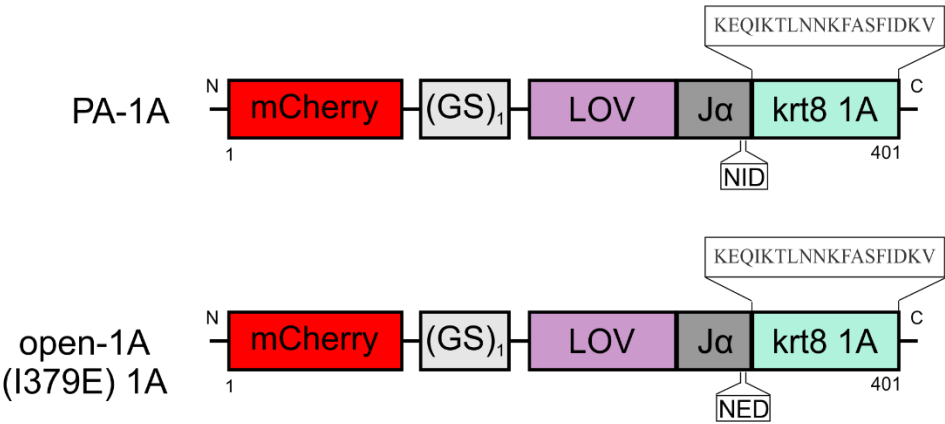 KEQIKTLNNKFASFIDKV
PA-1A N mCherry (GS)1 LOV Jα krt8 1A C
1 401
NID
KEQIKTLNNKFASFIDKV
open-1A
(I379E) 1A
N mCherry (GS)1 LOV Jα krt8 1A C
1 401
NED